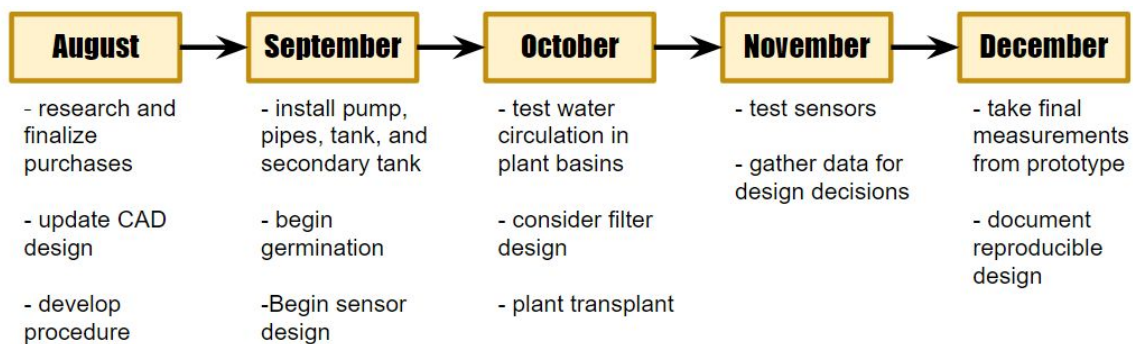 August
September
October
November
December
- research and
finalize
purchases
- update CAD
design
- develop
procedure
- install pump,
pipes, tank, and
secondary tank
- begin
germination
-Begin sensor
design
- test water
circulation in
plant basins
- consider filter
design
- plant transplant
- test sensors
- gather data for
design decisions
- take final
measurements
from prototype
- document
reproducible
design